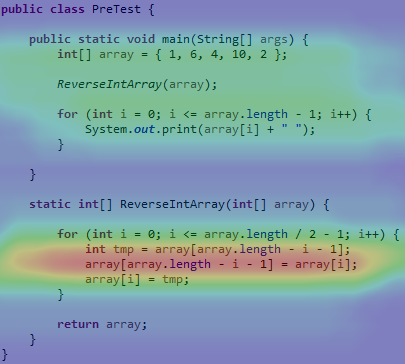 public class PreTest {
public static void main(String[] args) {
int[] array = { 1, 6, 4, 10, 2 };
ReverseIntArray(array);
for (int i = 0; i <= array.length - 1; i++) {
System.out.print(array[i] + " ");
}
}
static int[] ReverseIntArray(int[] array) {
for (int i = 0; i <= array.length / 2 - 1; i++) {
int tmp = array[array.length - i - 1];
array[array.length - i - 1] = array[i];
array[i] = tmp;
}
return array;
}
}